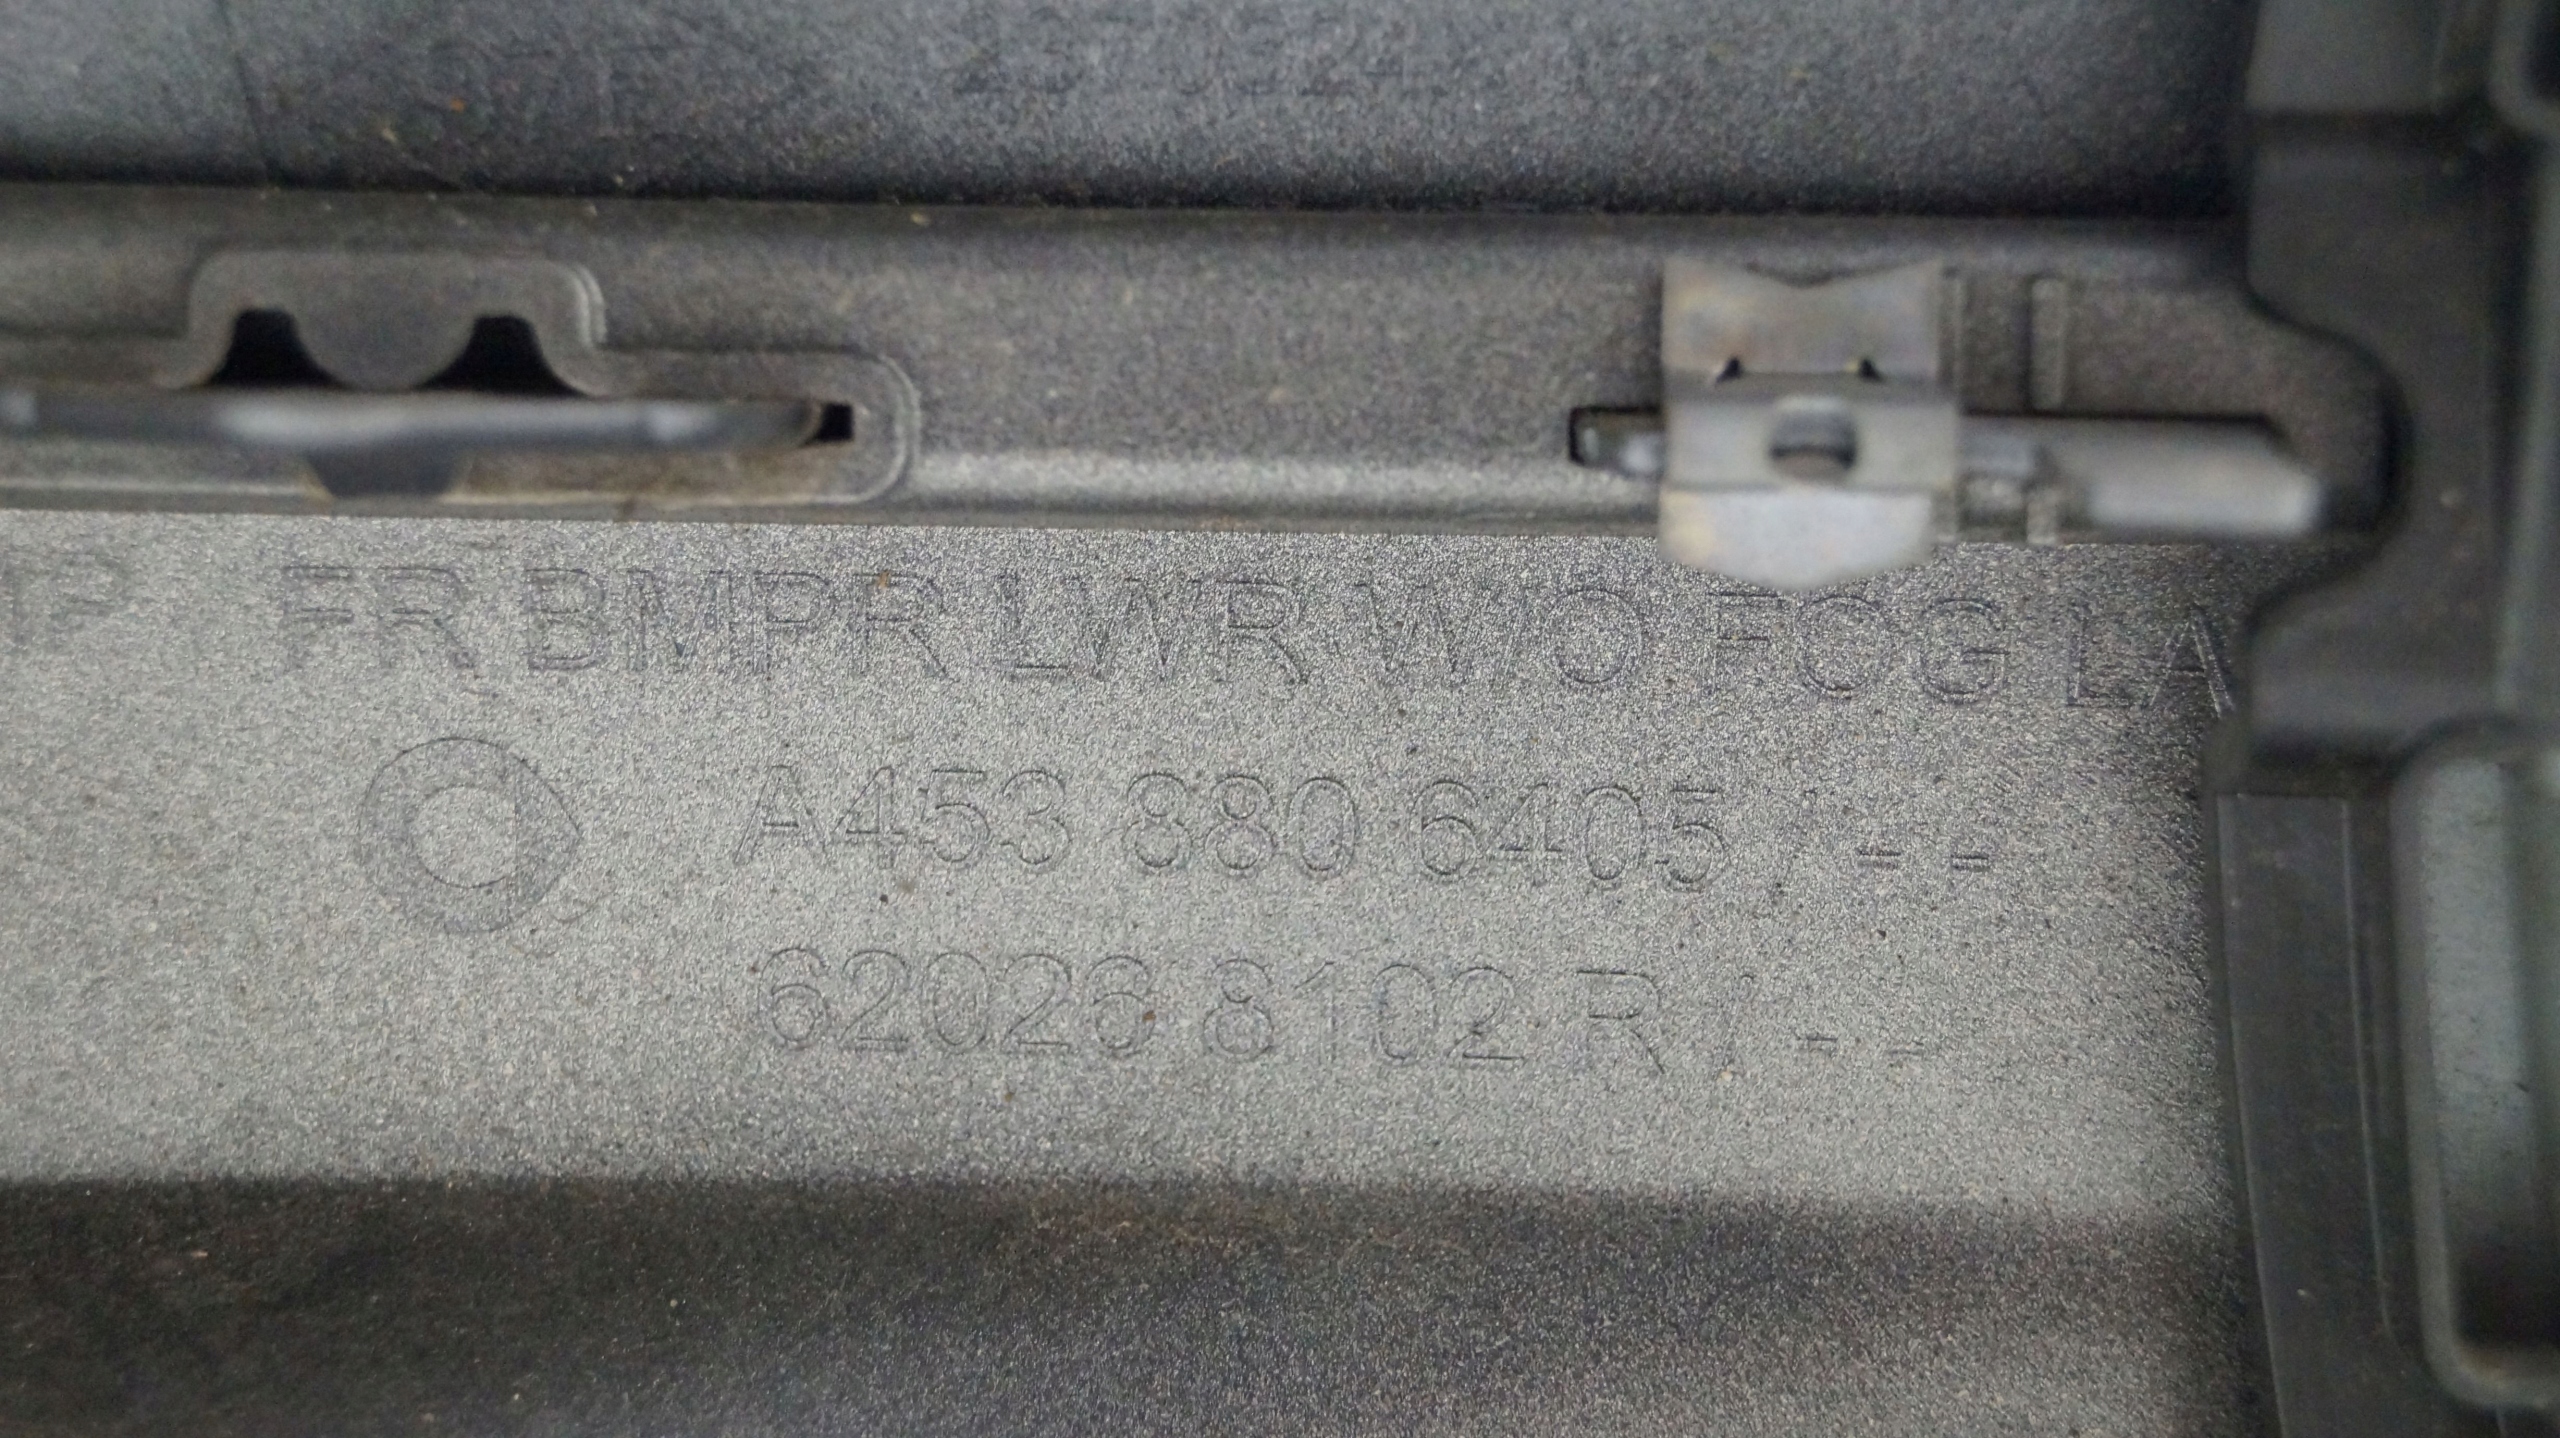 FR BMPR LWR W/O FOG LA
A453 880 6405 / - -
62026 8102 R / - -